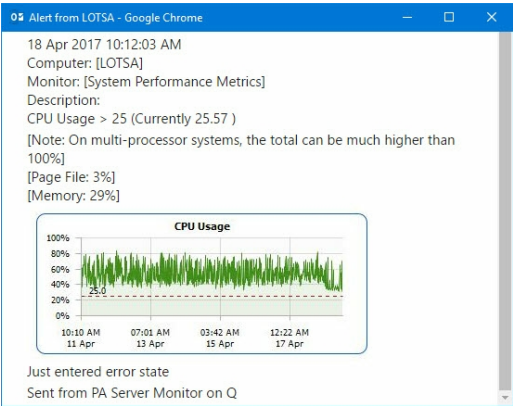 Alert from LOTSA - Google Chrome
18 Apr 2017 10:12:03 AM
Computer: [LOTSA]
Monitor: [System Performance Metrics]
Description:
CPU Usage > 25 (Currently 25.57 )
[Note: On multi-processor systems, the total can be much higher than
100%]
[Page File: 3%]
[Memory: 29%]
CPU Usage
100%
80%
60%
40%
25.0
20%
0%
10:10 AM 07:01 AM 03:42 AM 12:22 AM
11 Apr 13 Apr 15 Apr 17 Apr
Just entered error state
Sent from PA Server Monitor on Q